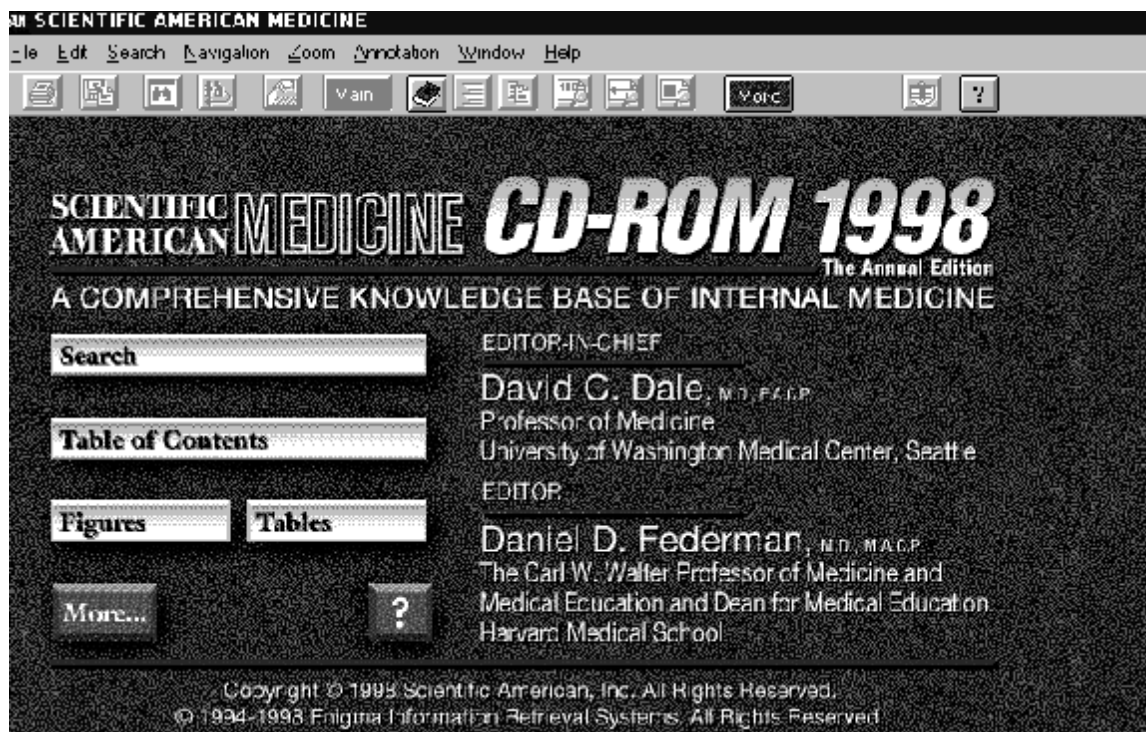 SCIENTIFIC AMERICAN MEDICINE
Edit Search Navigation Zoom Annotation Window Help
Main More ?
SCIENTIFIC
AMERICAN MEDICINE CD-ROM 1998
The Annual Edition
A COMPREHENSIVE KNOWLEDGE BASE OF INTERNAL MEDICINE
Search
Table of Contents
Figures Tables
More... ?
EDITOR-IN-CHIEF
David C. Dale, M.D., F.A.C.P.
Professor of Medicine
University of Washington Medical Center, Seattle
EDITOR
Daniel D. Federman, M.D., M.A.C.P.
The Carl W. Walter Professor of Medicine and
Medical Education and Dean for Medical Education
Harvard Medical School
Copyright © 1998 Scientific American, Inc. All Rights Reserved.
© 1994-1998 Enigma Information Retrieval Systems. All Rights Reserved